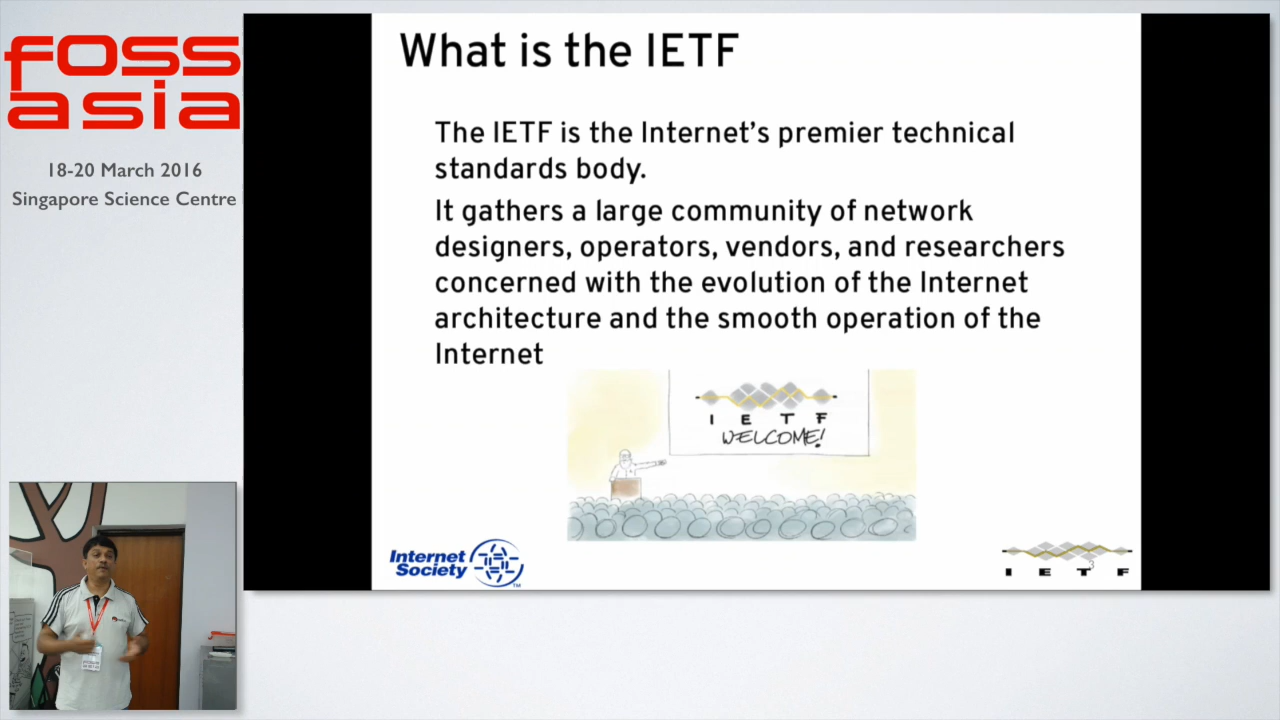 foss
asia
18-20 March 2016
Singapore Science Centre
What is the IETF
The IETF is the Internet's premier technical
standards body.
It gathers a large community of network
designers, operators, vendors, and researchers
concerned with the evolution of the Internet
architecture and the smooth operation of the
Internet
I E T F
WELCOME!
Internet
Society
TM
3
I E T F